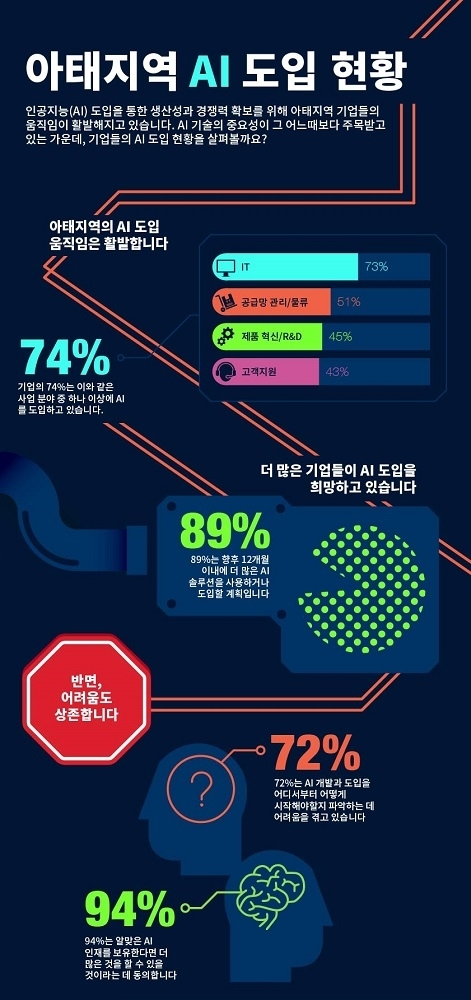 아태지역 AI 도입 현황
인공지능(AI) 도입을 통한 생산성과 경쟁력 확보를 위해 아태지역 기업들의
움직임이 활발해지고 있습니다. AI 기술의 중요성이 그 어느때보다 주목받고
있는 가운데, 기업들의 AI 도입 현황을 살펴볼까요?
아태지역의 AI 도입
움직임은 활발합니다
IT 73%
공급망 관리/물류 51%
제품 혁신/R&D 45%
고객지원 43%
74%
기업의 74%는 이와 같은
사업 분야 중 하나 이상에 AI
를 도입하고 있습니다.
더 많은 기업들이 AI 도입을
희망하고 있습니다
89%
89%는 향후 12개월
이내에 더 많은 AI
솔루션을 사용하거나
도입할 계획입니다
반면,
어려움도
상존합니다
72%
72%는 AI 개발과 도입을
어디서부터 어떻게
시작해야할지 파악하는 데
어려움을 겪고 있습니다
?
94%
94%는 알맞은 AI
인재를 보유한다면 더
많은 것을 할 수 있을
것이라는 데 동의합니다